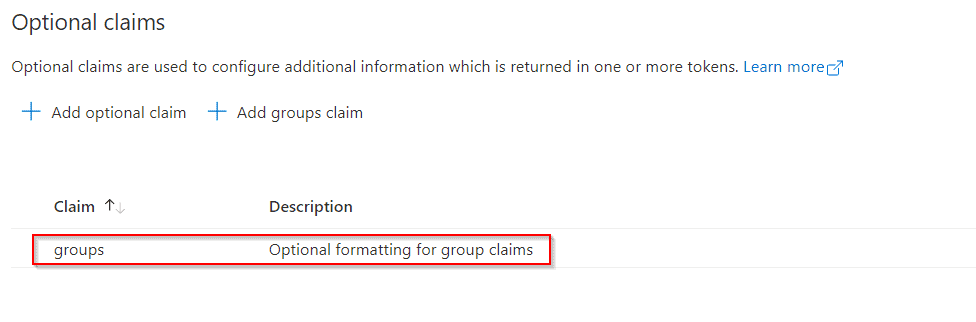 Optional claims
Optional claims are used to configure additional information which is returned in one or more tokens. Learn more
Add optional claim Add groups claim
Claim Description
groups Optional formatting for group claims